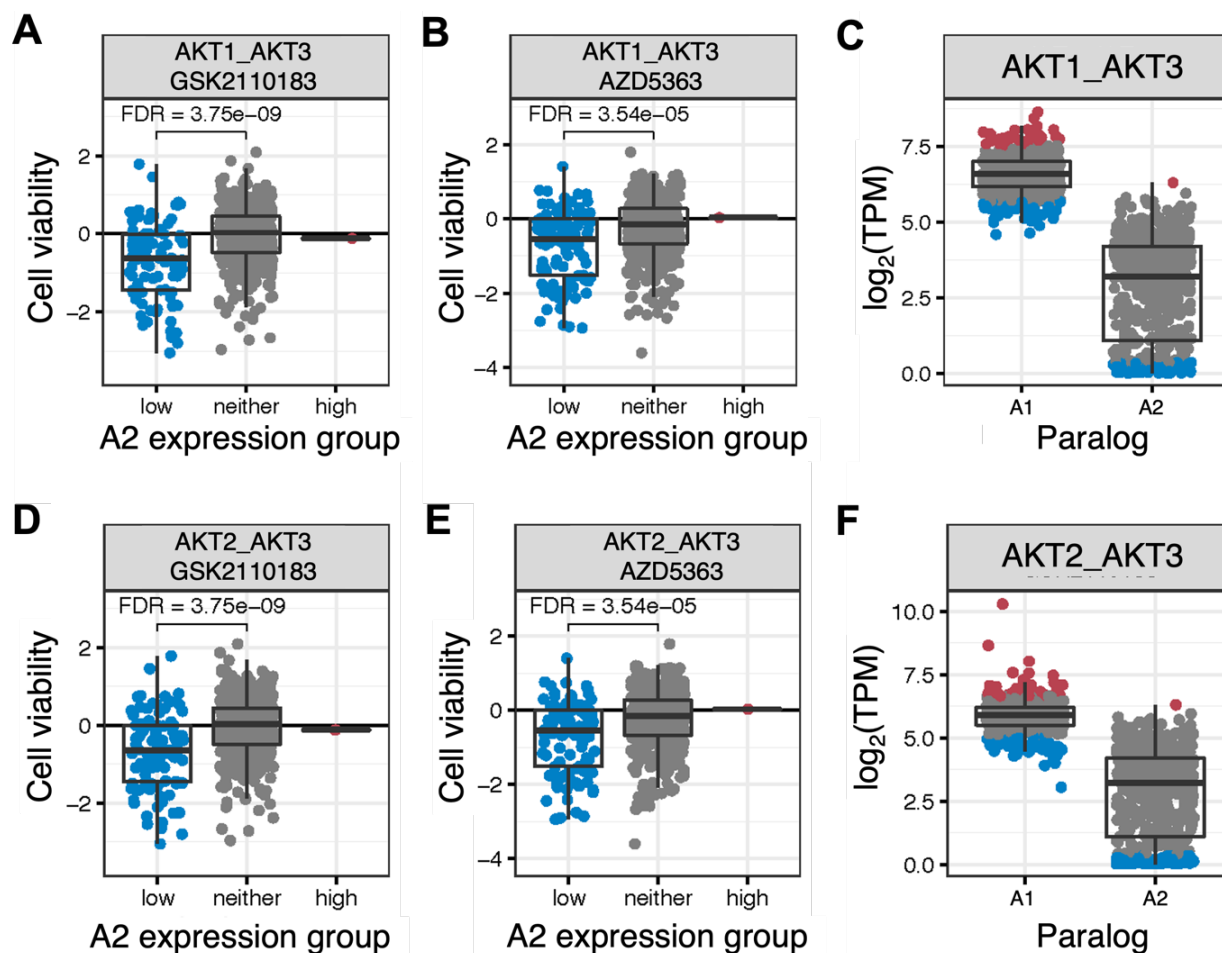 A
AKT1_AKT3
GSK2110183
FDR = 3.75e−09
Cell viability
2
0
−2
low neither high
A2 expression group
B
AKT1_AKT3
AZD5363
FDR = 3.54e−05
Cell viability
2
0
−2
−4
low neither high
A2 expression group
C
AKT1_AKT3
log2(TPM)
7.5
5.0
2.5
0.0
A1 A2
Paralog
D
AKT2_AKT3
GSK2110183
FDR = 3.75e−09
Cell viability
2
0
−2
low neither high
A2 expression group
E
AKT2_AKT3
AZD5363
FDR = 3.54e−05
Cell viability
2
0
−2
−4
low neither high
A2 expression group
F
AKT2_AKT3
log2(TPM)
10.0
7.5
5.0
2.5
0.0
A1 A2
Paralog